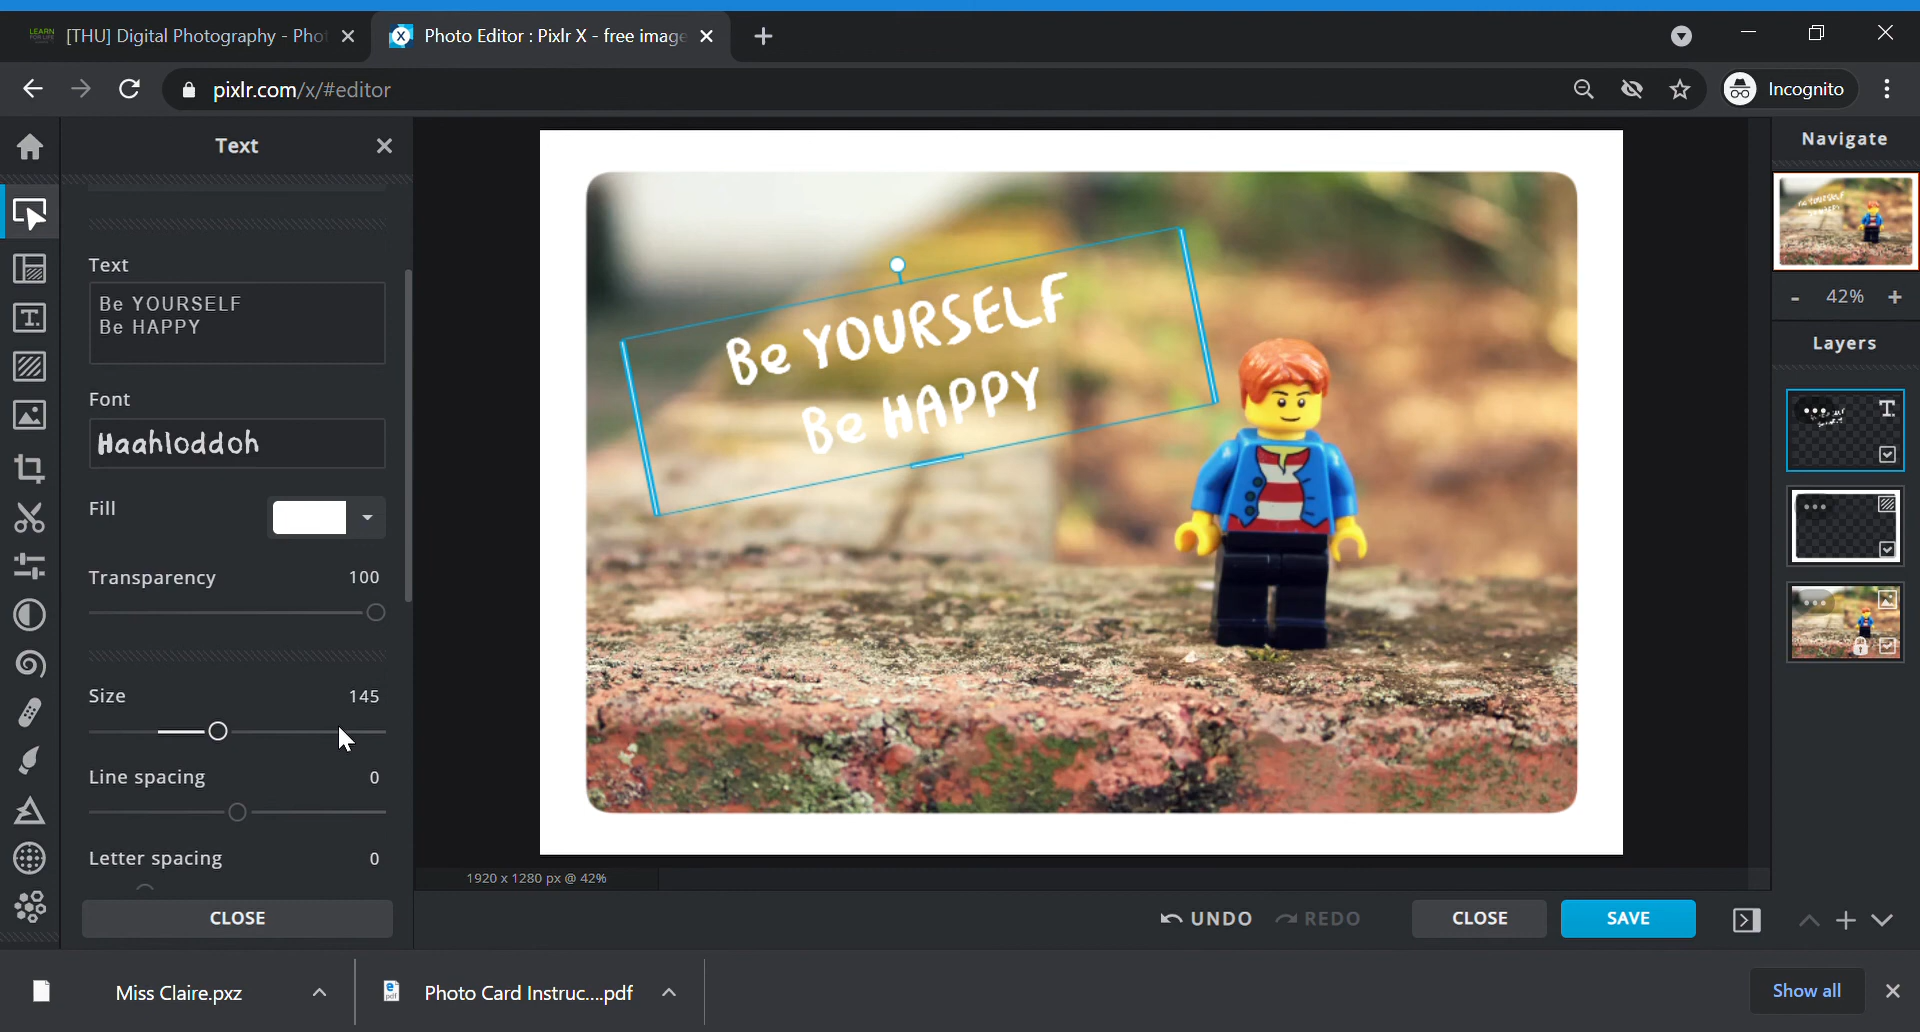 LEARN
[THU] Digital Photography - Pho
Photo Editor : Pixlr X - free image
pixlr.com/x/#editor
Incognito
Text
Navigate
Text
Be YOURSELF
Be HAPPY
Font
Haahloddoh
Fill
Transparency 100
Size 145
Line spacing 0
Letter spacing 0
CLOSE
Be YOURSELF
Be HAPPY
- 42% +
Layers
T.
1920 x 1280 px @ 42%
UNDO REDO CLOSE SAVE
Miss Claire.pxz
Photo Card Instruc....pdf
Show all